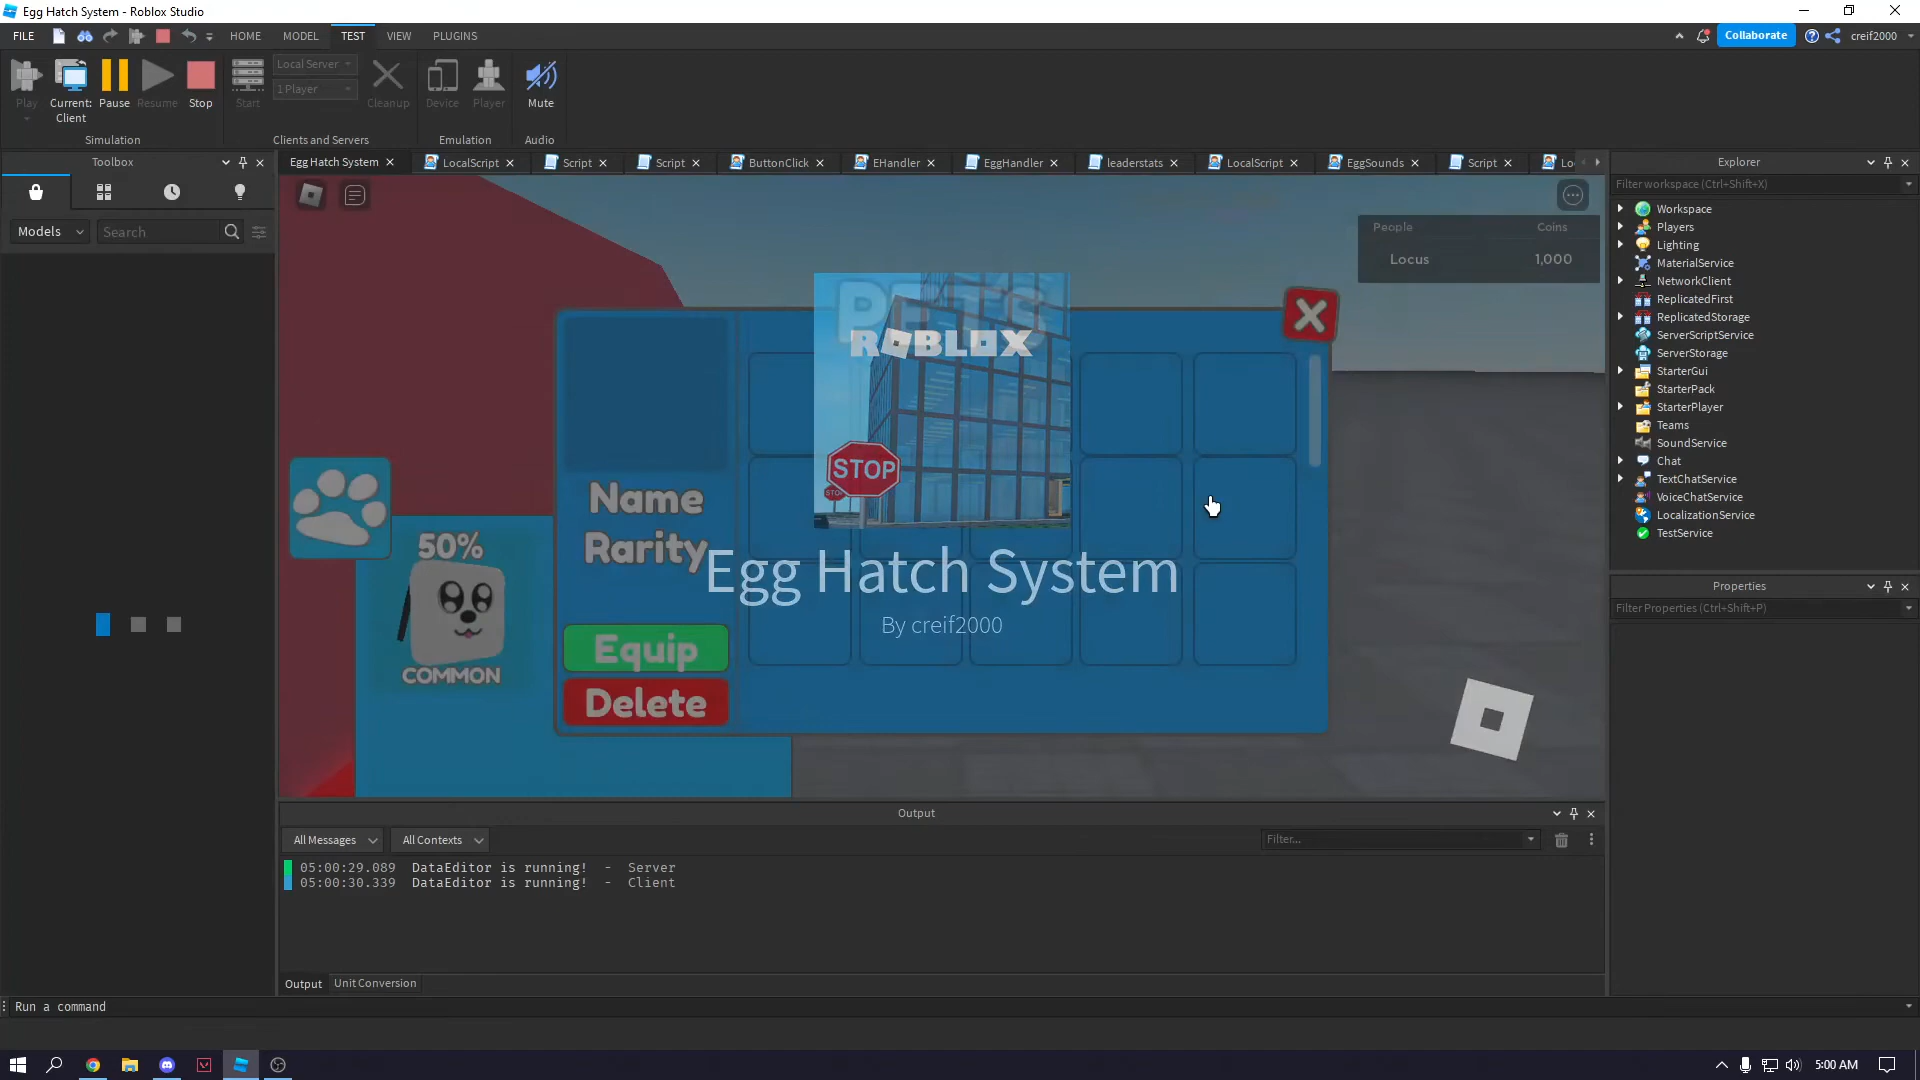 Egg Hatch System - Roblox Studio
FILE HOME MODEL TEST VIEW PLUGINS Collaborate creif2000
Play Current: Client Pause Resume Stop Start Local Server 1 Player Cleanup Device Player Mute
Simulation Clients and Servers Emulation Audio
Toolbox
Egg Hatch System LocalScript Script Script ButtonClick EHandler EggHandler leaderstats LocalScript EggSounds Script Lo
Models Search
People Coins
Locus 1,000
PETS
ROBLOX
STOP
Name
Rarity
Equip
Delete
50%
COMMON
Egg Hatch System
By creif2000
Explorer
Filter workspace (Ctrl+Shift+X)
Workspace
Players
Lighting
MaterialService
NetworkClient
ReplicatedFirst
ReplicatedStorage
ServerScriptService
ServerStorage
StarterGui
StarterPack
StarterPlayer
Teams
SoundService
Chat
TextChatService
VoiceChatService
LocalizationService
TestService
Properties
Filter Properties (Ctrl+Shift+P)
Output
All Messages All Contexts Filter...
05:00:29.089 DataEditor is running! - Server
05:00:30.339 DataEditor is running! - Client
Output Unit Conversion
Run a command
5:00 AM